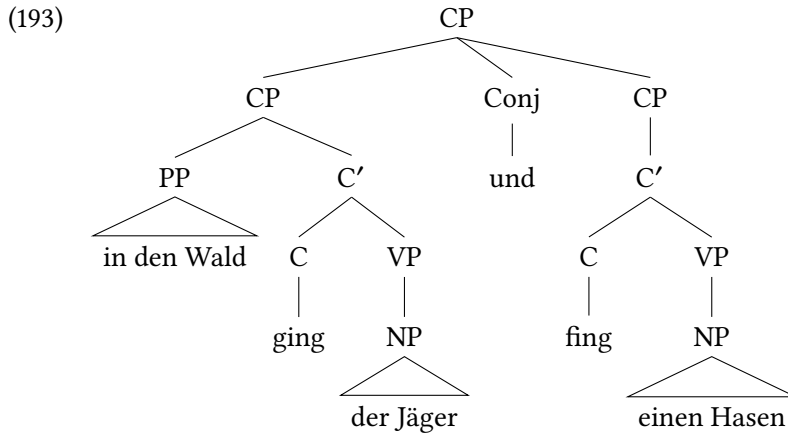 (193) CP
CP Conj CP
PP C′ und C′
in den Wald C VP C VP
ging NP fing NP
der Jäger einen Hasen